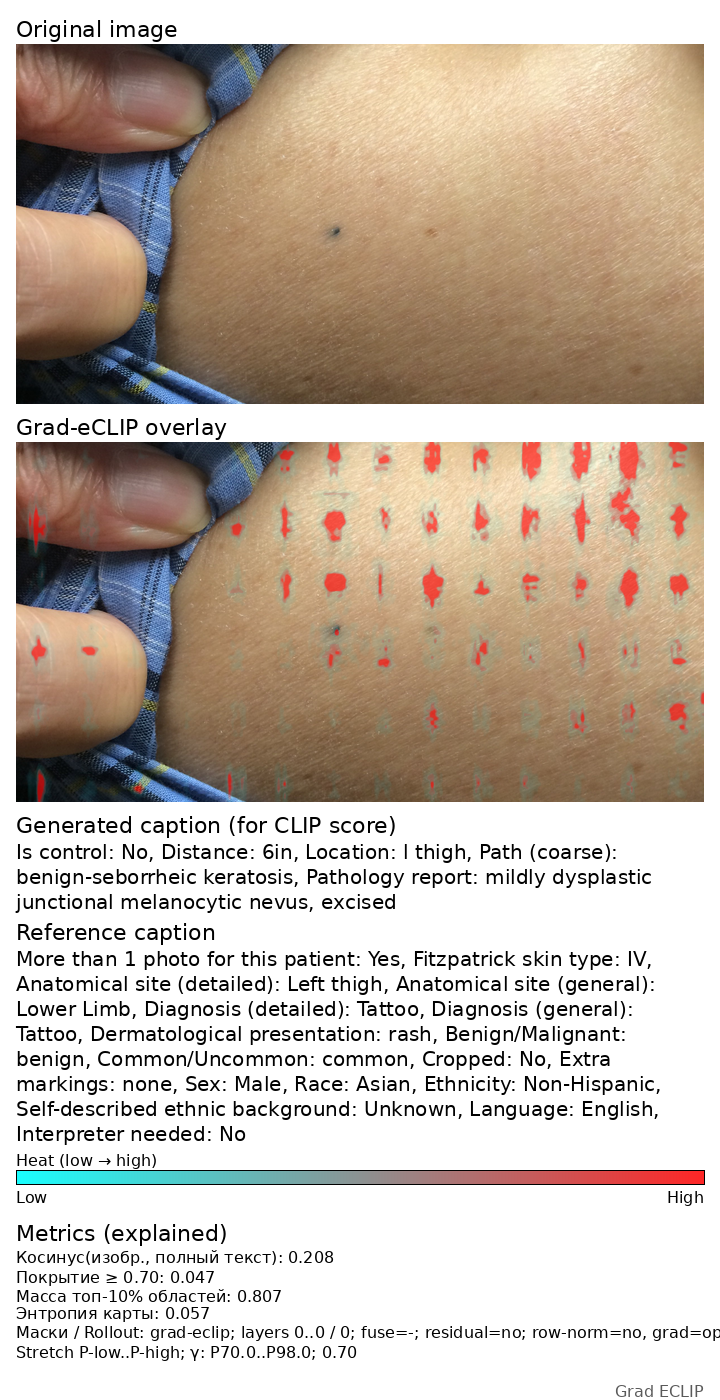 Original image
Grad-eCLIP overlay
Generated caption (for CLIP score)
Is control: No, Distance: 6in, Location: l thigh, Path (coarse):
benign-seborrheic keratosis, Pathology report: mildly dysplastic
junctional melanocytic nevus, excised
Reference caption
More than 1 photo for this patient: Yes, Fitzpatrick skin type: IV,
Anatomical site (detailed): Left thigh, Anatomical site (general):
Lower Limb, Diagnosis (detailed): Tattoo, Diagnosis (general):
Tattoo, Dermatological presentation: rash, Benign/Malignant:
benign, Common/Uncommon: common, Cropped: No, Extra
markings: none, Sex: Male, Race: Asian, Ethnicity: Non-Hispanic,
Self-described ethnic background: Unknown, Language: English,
Interpreter needed: No
Heat (low → high)
Low High
Metrics (explained)
Косинус(изобр., полный текст): 0.208
Покрытие ≥ 0.70: 0.047
Масса топ-10% областей: 0.807
Энтропия карты: 0.057
Маски / Rollout: grad-eclip; layers 0..0 / 0; fuse=-; residual=no; row-norm=no, grad=op
Stretch P-low..P-high; γ: P70.0..P98.0; 0.70
Grad ECLIP